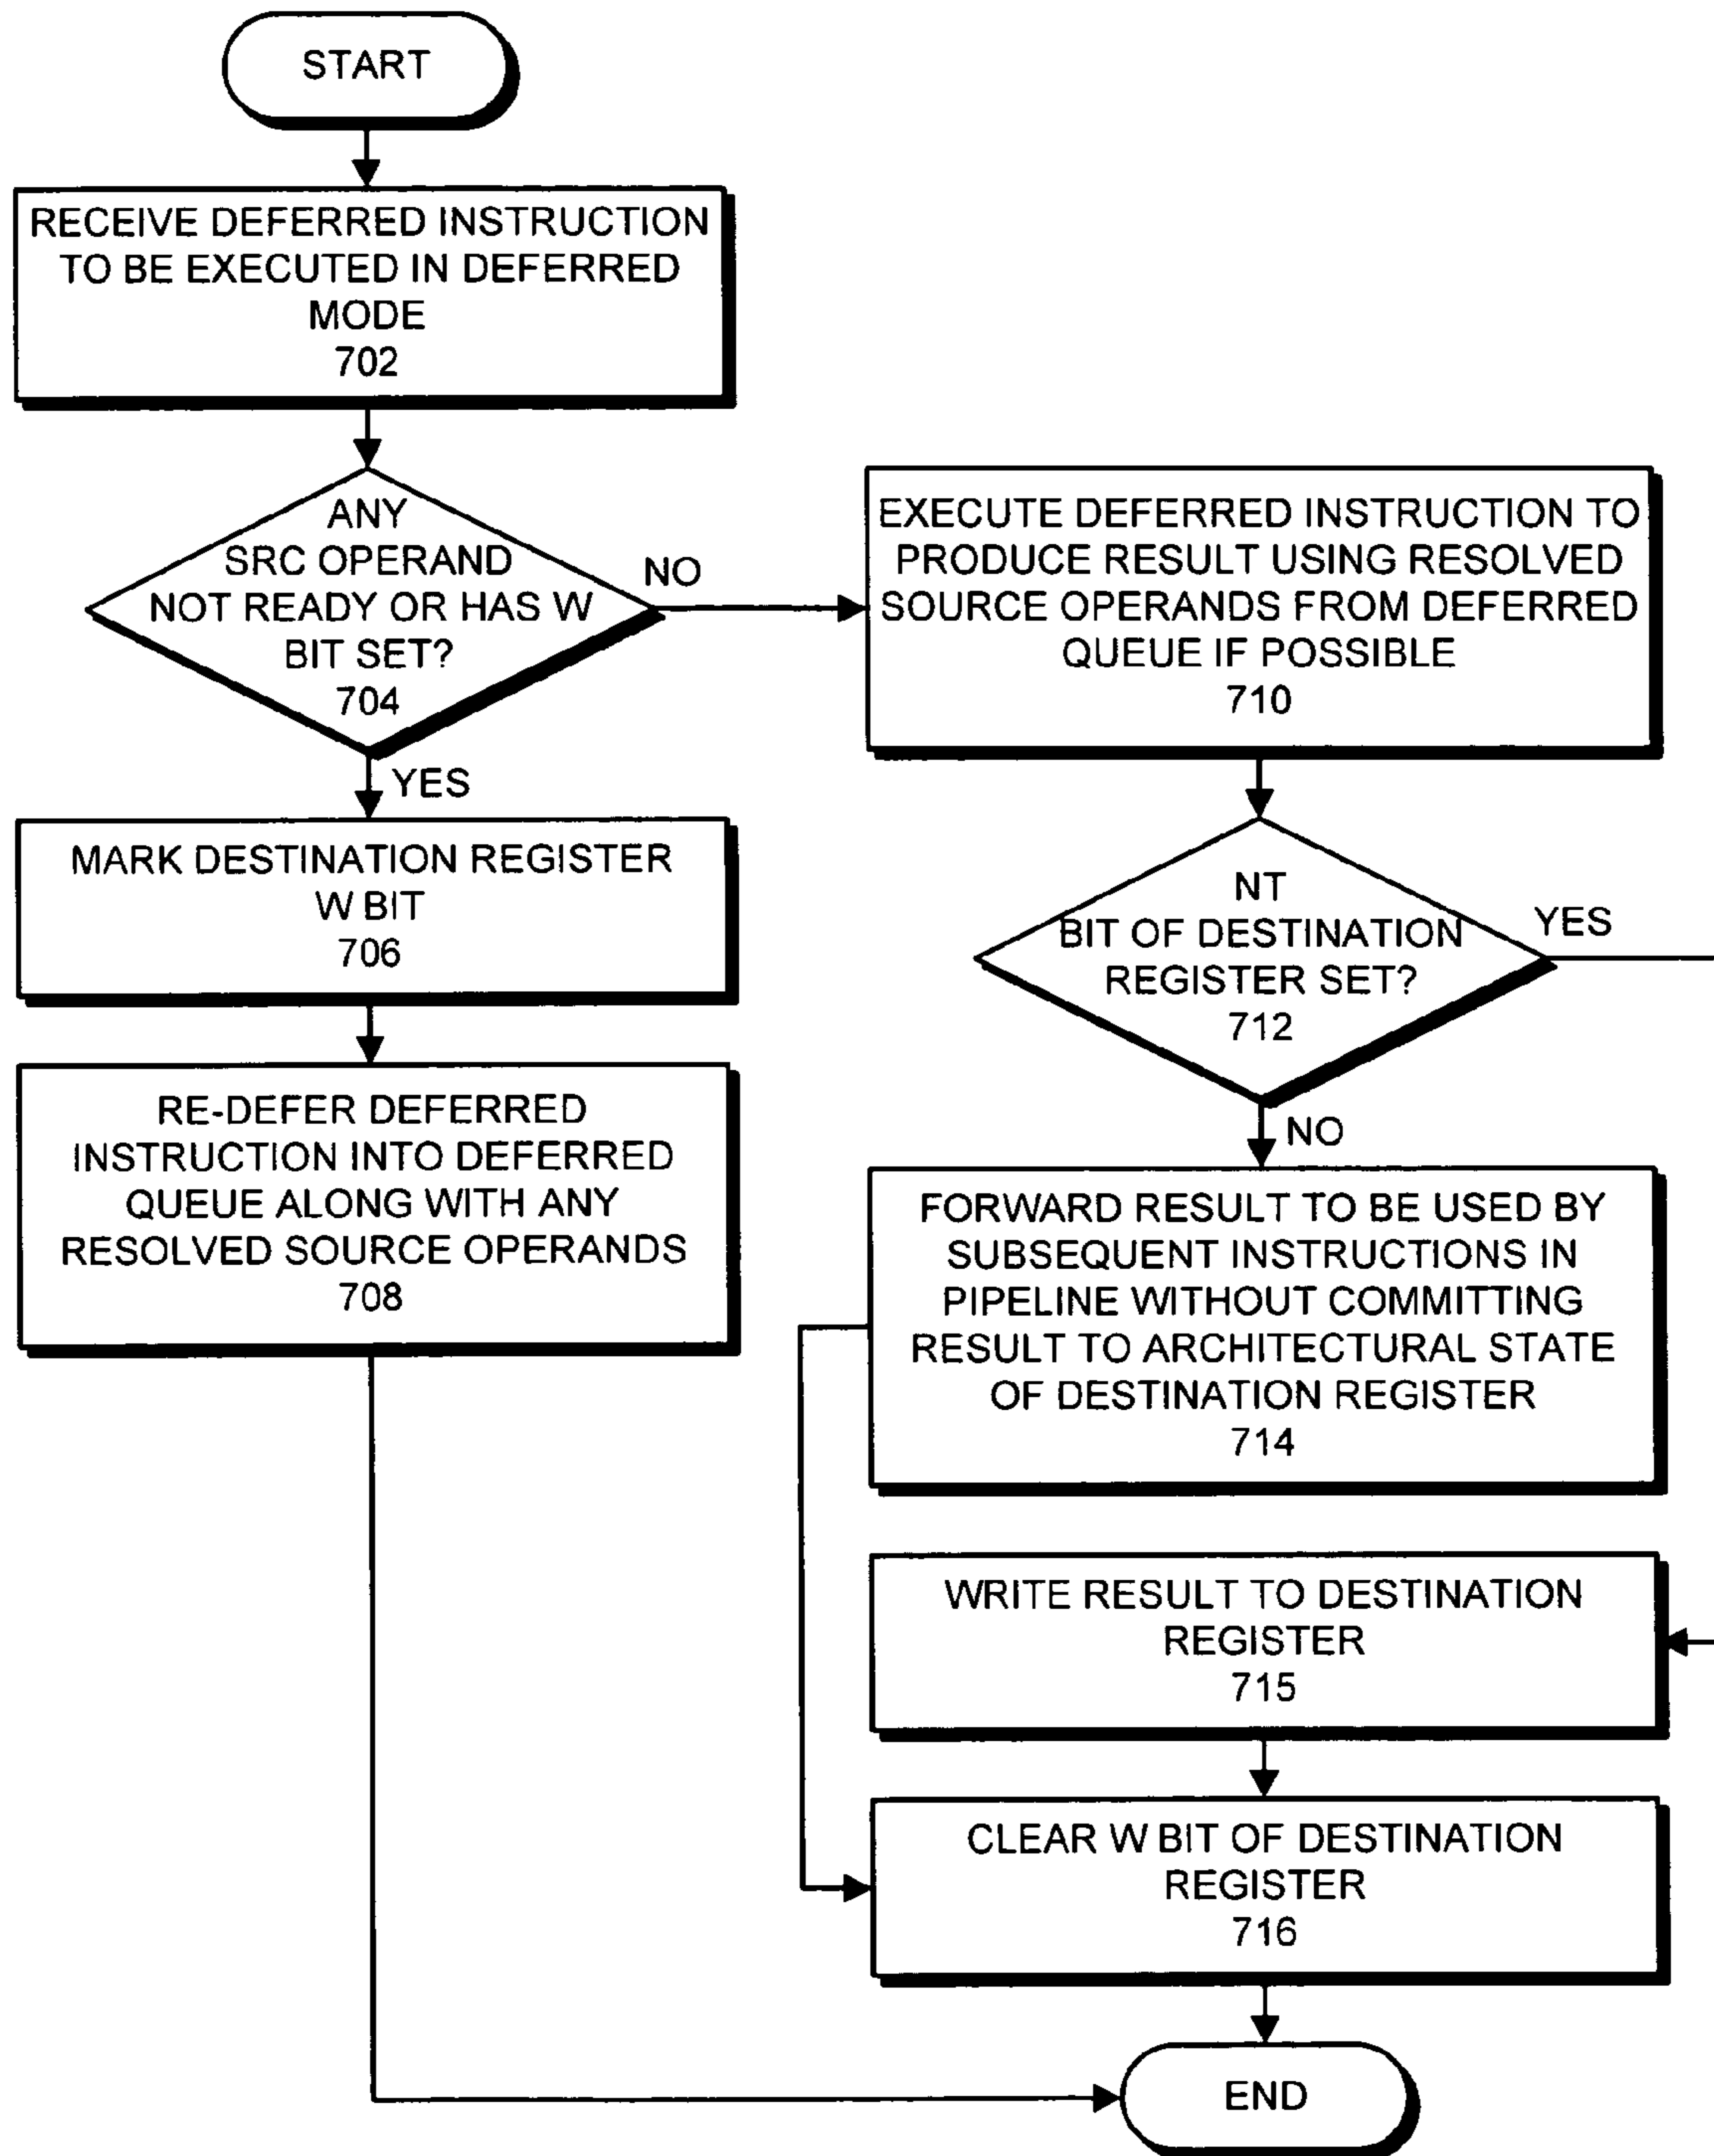 START
RECEIVE DEFERRED INSTRUCTION
TO BE EXECUTED IN DEFERRED
MODE
702
ANY
SRC OPERAND
NOT READY OR HAS W
BIT SET?
704
NO
YES
EXECUTE DEFERRED INSTRUCTION TO
PRODUCE RESULT USING RESOLVED
SOURCE OPERANDS FROM DEFERRED
QUEUE IF POSSIBLE
710
MARK DESTINATION REGISTER
W BIT
706
RE-DEFER DEFERRED
INSTRUCTION INTO DEFERRED
QUEUE ALONG WITH ANY
RESOLVED SOURCE OPERANDS
708
NT
BIT OF DESTINATION
REGISTER SET?
712
YES
NO
FORWARD RESULT TO BE USED BY
SUBSEQUENT INSTRUCTIONS IN
PIPELINE WITHOUT COMMITTING
RESULT TO ARCHITECTURAL STATE
OF DESTINATION REGISTER
714
WRITE RESULT TO DESTINATION
REGISTER
715
CLEAR W BIT OF DESTINATION
REGISTER
716
END